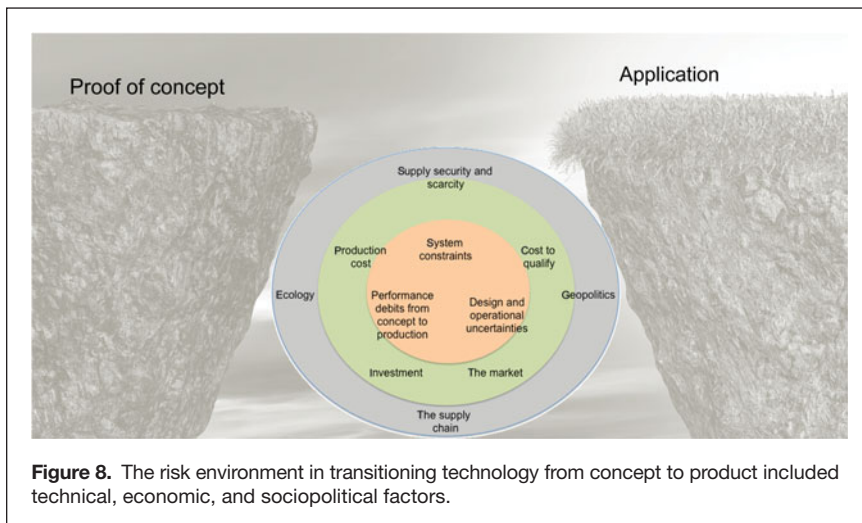 Proof of concept
Application
Supply security and
scarcity
Production
cost
System
constraints
Cost to
qualify
Ecology
Performance
debits from
concept to
production
Design and
operational
uncertainties
Geopolitics
Investment
The market
The supply
chain
Figure 8. The risk environment in transitioning technology from concept to product included
technical, economic, and sociopolitical factors.